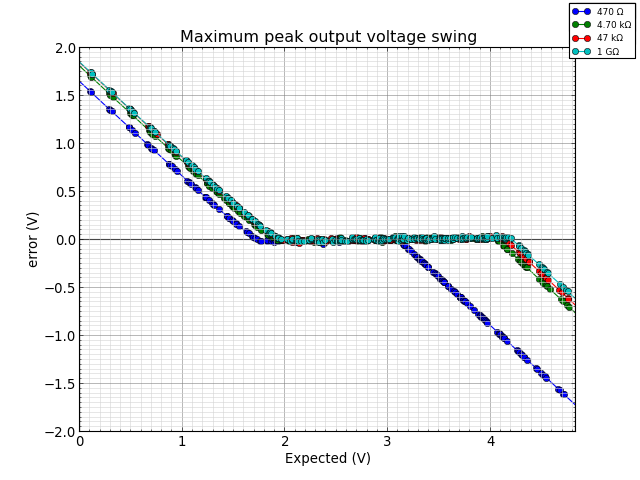 Maximum peak output voltage swing
470 Ω
4.70 kΩ
47 kΩ
1 GΩ
2.0
1.5
1.0
0.5
0.0
−0.5
−1.0
−1.5
−2.0
error (V)
0 1 2 3 4
Expected (V)